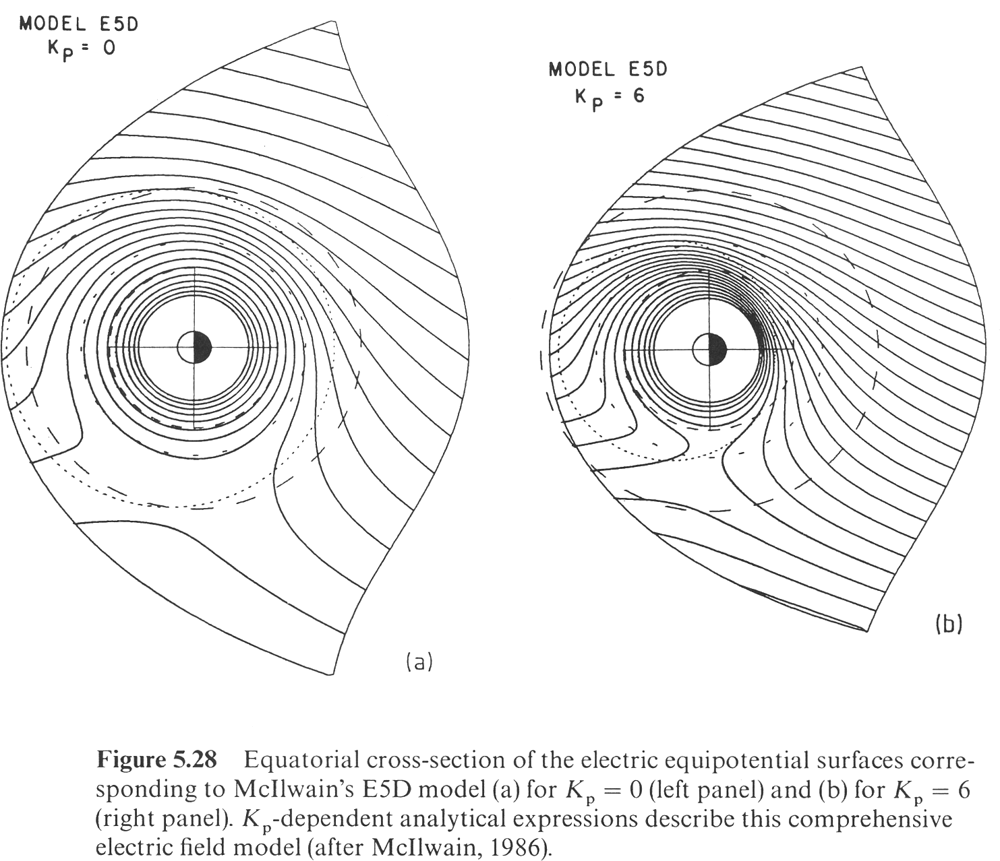 MODEL E5D
Kp = 0
MODEL E5D
Kp = 6
(b)
(a)
Figure 5.28 Equatorial cross-section of the electric equipotential surfaces corre-
sponding to McIlwain's E5D model (a) for Kp = 0 (left panel) and (b) for Kp = 6
(right panel). Kp-dependent analytical expressions describe this comprehensive
electric field model (after McIlwain, 1986).